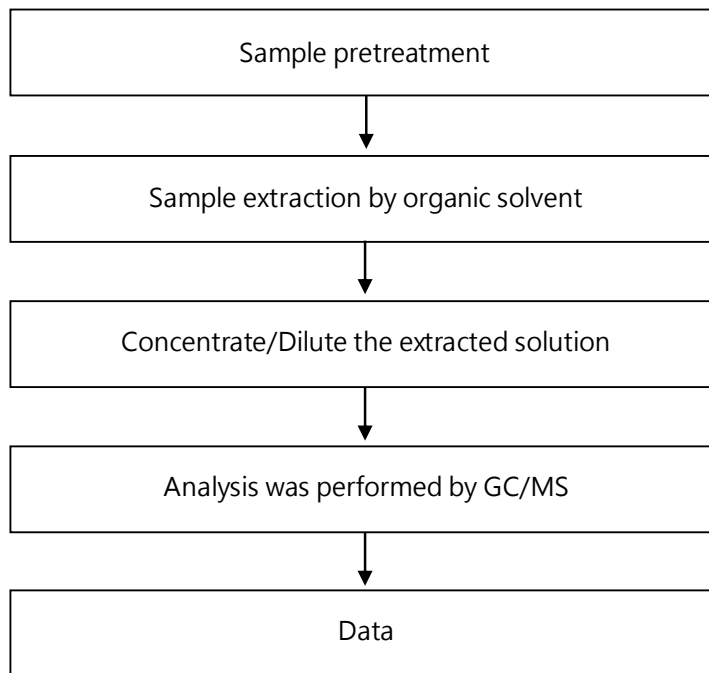 Sample pretreatment
Sample extraction by organic solvent
Concentrate/Dilute the extracted solution
Analysis was performed by GC/MS
Data